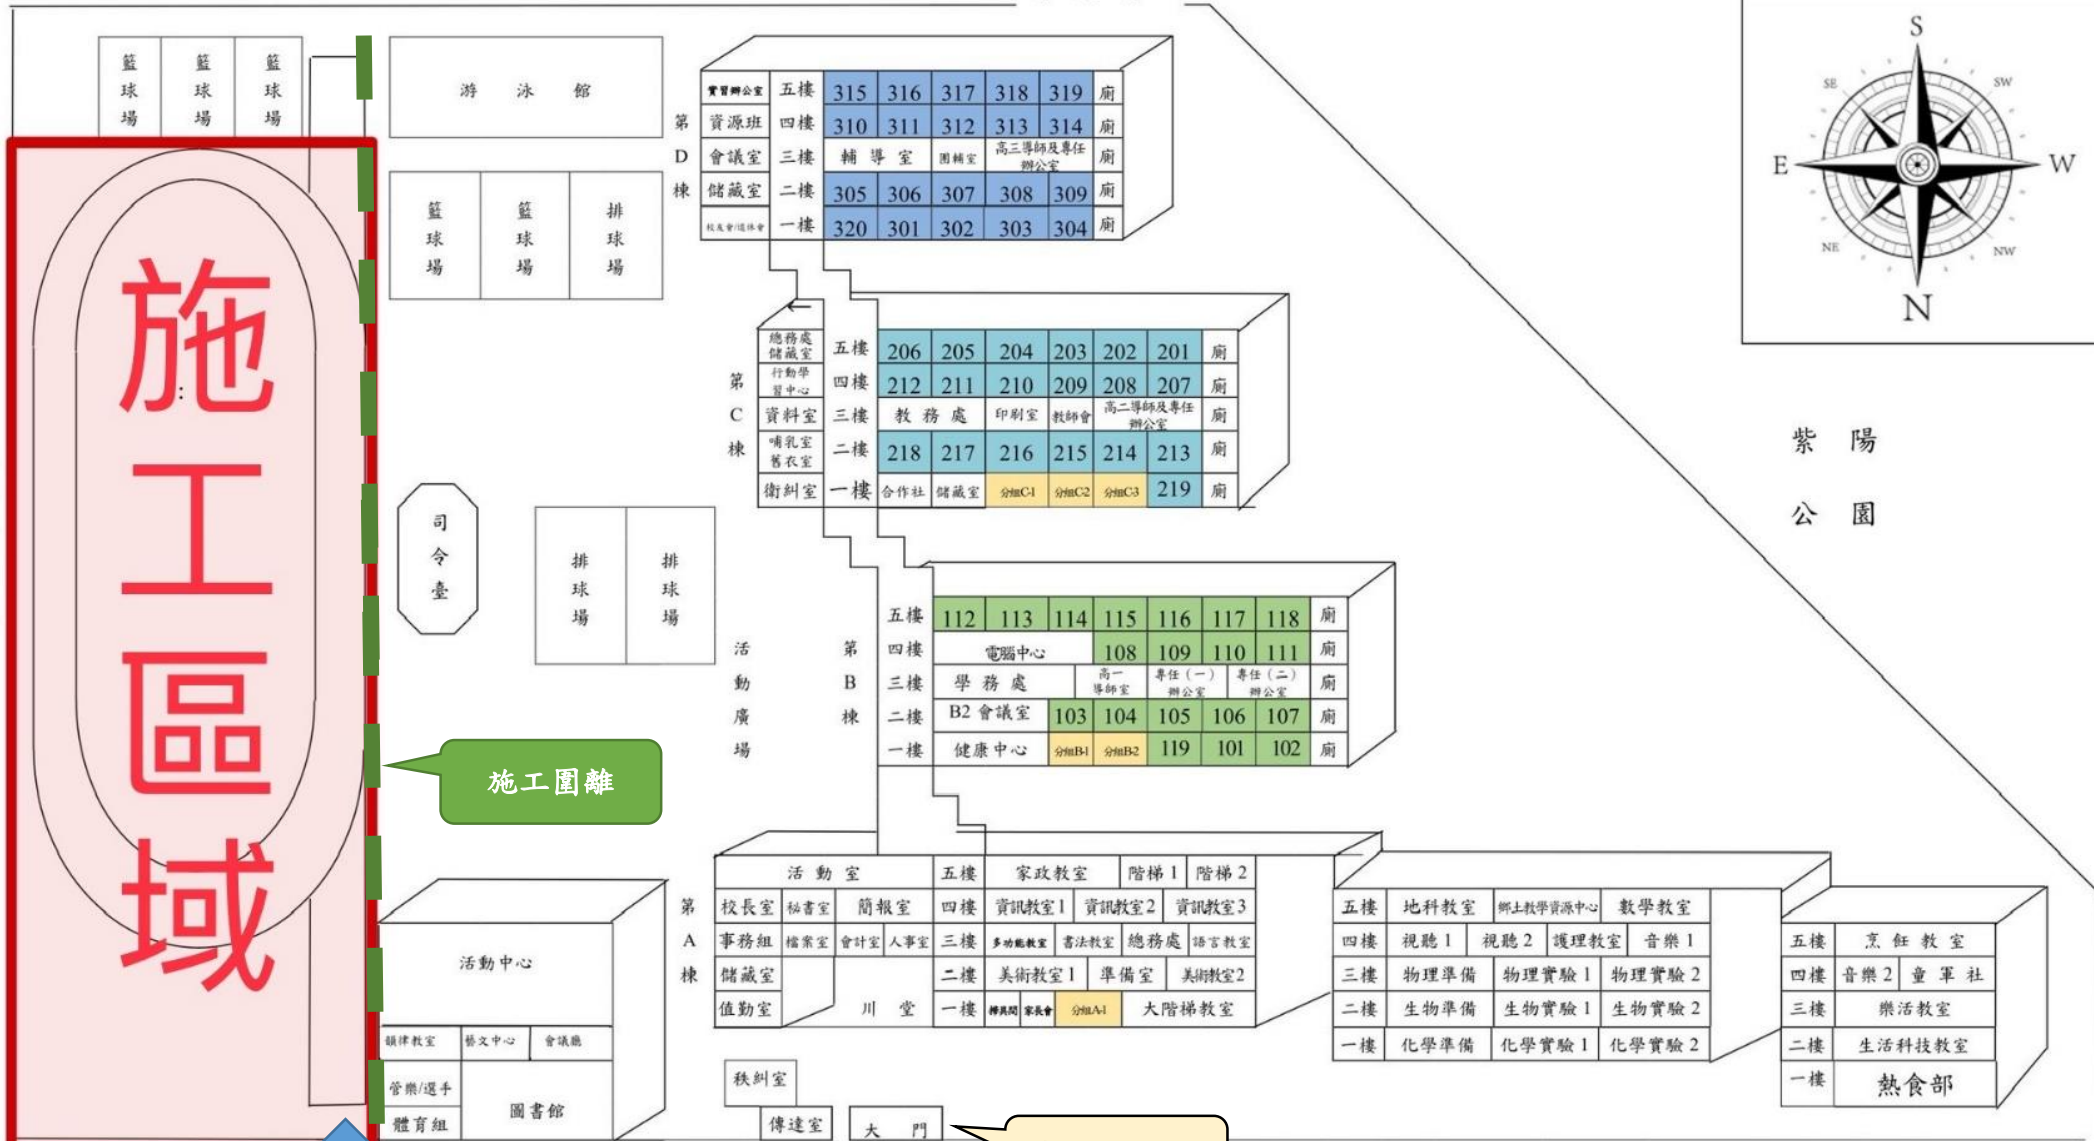 籃球場 籃球場 籃球場
游泳館
籃球場 籃球場 排球場
施工區域
:
司令臺
排球場 排球場
活動廣場
施工圍離
第D棟
實習辦公室 五樓 315 316 317 318 319 廁
資源班 四樓 310 311 312 313 314 廁
會議室 三樓 輔導室 團輔室 高三導師及專任辦公室 廁
儲藏室 二樓 305 306 307 308 309 廁
校友會/退休會 一樓 320 301 302 303 304 廁
第C棟
總務處儲藏室 五樓 206 205 204 203 202 201 廁
行動學習中心 四樓 212 211 210 209 208 207 廁
資料室 三樓 教務處 印刷室 教師會 高二導師及專任辦公室 廁
哺乳室舊衣室 二樓 218 217 216 215 214 213 廁
衛糾室 一樓 合作社 儲藏室 分組C-1 分組C-2 分組C-3 219 廁
第B棟
五樓 112 113 114 115 116 117 118 廁
四樓 電腦中心 108 109 110 111 廁
三樓 學務處 高一導師室 專任(一)辦公室 專任(二)辦公室 廁
二樓 B2會議室 103 104 105 106 107 廁
一樓 健康中心 分組B-1 分組B-2 119 101 102 廁
第A棟
活動室 五樓 家政教室 階梯1 階梯2
校長室 秘書室 簡報室 四樓 資訊教室1 資訊教室2 資訊教室3
事務組 檔案室 會計室 人事室 三樓 多功能教室 書法教室 總務處 語言教室
儲藏室 二樓 美術教室1 準備室 美術教室2
值勤室 川堂 一樓 掃具間 家長會 分組A-1 大階梯教室
五樓 地科教室 鄉土教學資源中心 數學教室
四樓 視聽1 視聽2 護理教室 音樂1
三樓 物理準備 物理實驗1 物理實驗2
二樓 生物準備 生物實驗1 生物實驗2
一樓 化學準備 化學實驗1 化學實驗2
五樓 烹飪教室
四樓 音樂2 童軍社
三樓 樂活教室
二樓 生活科技教室
一樓 熱食部
活動中心
韻律教室 藝文中心 會議廳
管樂/選手 圖書館
體育組
秩糾室
傳達室 大門
紫陽
公園
S
SE SW
E W
NE NW
N